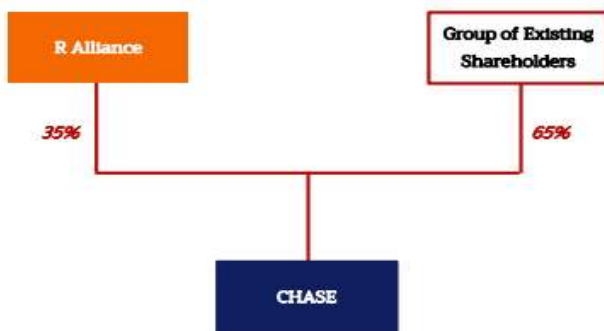 R Alliance
Group of Existing
Shareholders
35%
65%
CHASE